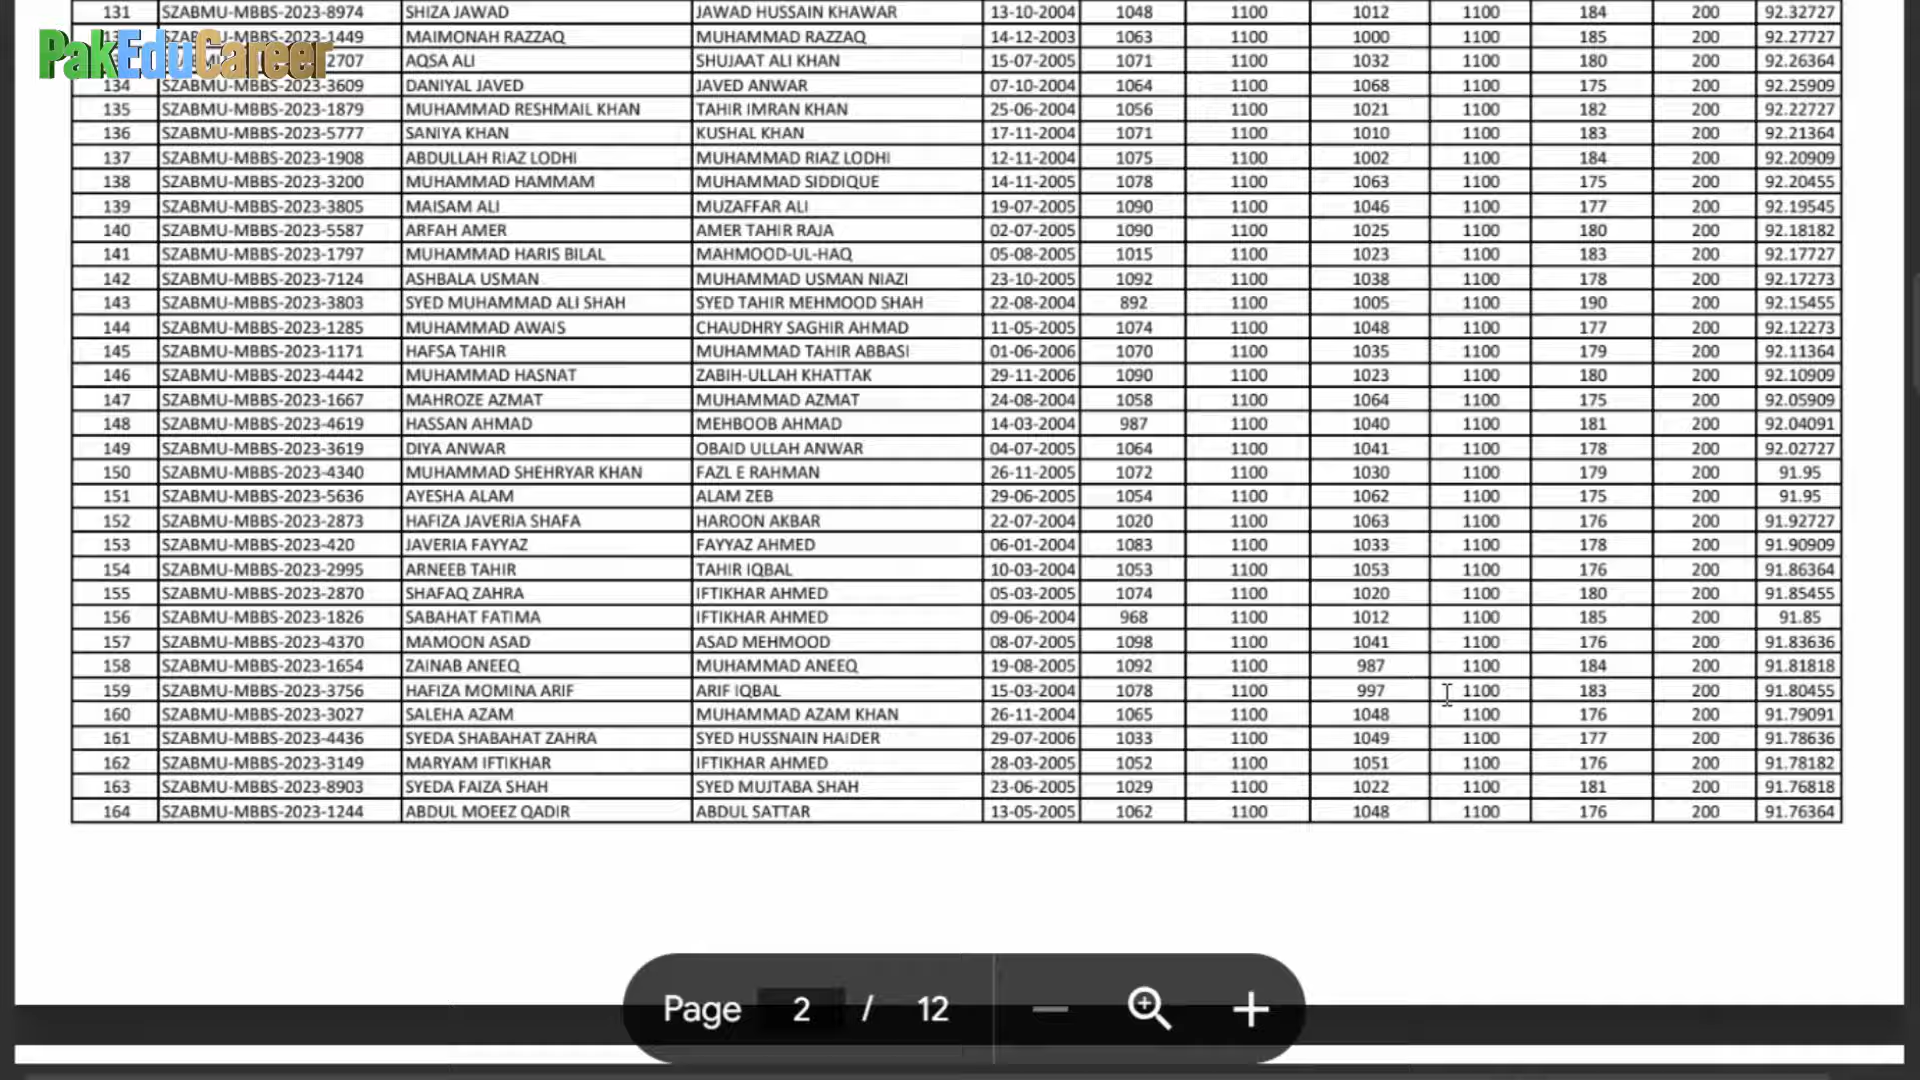 131 SZABMU-MBBS-2023-8974 SHIZA JAWAD JAWAD HUSSAIN KHAWAR 13-10-2004 1048 1100 1012 1100 184 200 92.32727
PakEduCareer
SZABMU-MBBS-2023-1449 MAIMONAH RAZZAQ MUHAMMAD RAZZAQ 14-12-2003 1063 1100 1000 1100 185 200 92.27727
2707 AQSA ALI SHUJAAT ALI KHAN 15-07-2005 1071 1100 1032 1100 180 200 92.26364
134 SZABMU-MBBS-2023-3609 DANIYAL JAVED JAVED ANWAR 07-10-2004 1064 1100 1068 1100 175 200 92.25909
135 SZABMU-MBBS-2023-1879 MUHAMMAD RESHMAIL KHAN TAHIR IMRAN KHAN 25-06-2004 1056 1100 1021 1100 182 200 92.22727
136 SZABMU-MBBS-2023-5777 SANIYA KHAN KUSHAL KHAN 17-11-2004 1071 1100 1010 1100 183 200 92.21364
137 SZABMU-MBBS-2023-1908 ABDULLAH RIAZ LODHI MUHAMMAD RIAZ LODHI 12-11-2004 1075 1100 1002 1100 184 200 92.20909
138 SZABMU-MBBS-2023-3200 MUHAMMAD HAMMAM MUHAMMAD SIDDIQUE 14-11-2005 1078 1100 1063 1100 175 200 92.20455
139 SZABMU-MBBS-2023-3805 MAISAM ALI MUZAFFAR ALI 19-07-2005 1090 1100 1046 1100 177 200 92.19545
140 SZABMU-MBBS-2023-5587 ARFAH AMER AMER TAHIR RAJA 02-07-2005 1090 1100 1025 1100 180 200 92.18182
141 SZABMU-MBBS-2023-1797 MUHAMMAD HARIS BILAL MAHMOOD-UL-HAQ 05-08-2005 1015 1100 1023 1100 183 200 92.17727
142 SZABMU-MBBS-2023-7124 ASHBALA USMAN MUHAMMAD USMAN NIAZI 23-10-2005 1092 1100 1038 1100 178 200 92.17273
143 SZABMU-MBBS-2023-3803 SYED MUHAMMAD ALI SHAH SYED TAHIR MEHMOOD SHAH 22-08-2004 892 1100 1005 1100 190 200 92.15455
144 SZABMU-MBBS-2023-1285 MUHAMMAD AWAIS CHAUDHRY SAGHIR AHMAD 11-05-2005 1074 1100 1048 1100 177 200 92.12273
145 SZABMU-MBBS-2023-1171 HAFSA TAHIR MUHAMMAD TAHIR ABBASI 01-06-2006 1070 1100 1035 1100 179 200 92.11364
146 SZABMU-MBBS-2023-4442 MUHAMMAD HASNAT ZABIH-ULLAH KHATTAK 29-11-2006 1090 1100 1023 1100 180 200 92.10909
147 SZABMU-MBBS-2023-1667 MAHROZE AZMAT MUHAMMAD AZMAT 24-08-2004 1058 1100 1064 1100 175 200 92.05909
148 SZABMU-MBBS-2023-4619 HASSAN AHMAD MEHBOOB AHMAD 14-03-2004 987 1100 1040 1100 181 200 92.04091
149 SZABMU-MBBS-2023-3619 DIYA ANWAR OBAID ULLAH ANWAR 04-07-2005 1064 1100 1041 1100 178 200 92.02727
150 SZABMU-MBBS-2023-4340 MUHAMMAD SHEHRYAR KHAN FAZL E RAHMAN 26-11-2005 1072 1100 1030 1100 179 200 91.95
151 SZABMU-MBBS-2023-5636 AYESHA ALAM ALAM ZEB 29-06-2005 1054 1100 1062 1100 175 200 91.95
152 SZABMU-MBBS-2023-2873 HAFIZA JAVERIA SHAFA HAROON AKBAR 22-07-2004 1020 1100 1063 1100 176 200 91.92727
153 SZABMU-MBBS-2023-420 JAVERIA FAYYAZ FAYYAZ AHMED 06-01-2004 1083 1100 1033 1100 178 200 91.90909
154 SZABMU-MBBS-2023-2995 ARNEEB TAHIR TAHIR IQBAL 10-03-2004 1053 1100 1053 1100 176 200 91.86364
155 SZABMU-MBBS-2023-2870 SHAFAQ ZAHRA IFTIKHAR AHMED 05-03-2005 1074 1100 1020 1100 180 200 91.85455
156 SZABMU-MBBS-2023-1826 SABAHAT FATIMA IFTIKHAR AHMED 09-06-2004 968 1100 1012 1100 185 200 91.85
157 SZABMU-MBBS-2023-4370 MAMOON ASAD ASAD MEHMOOD 08-07-2005 1098 1100 1041 1100 176 200 91.83636
158 SZABMU-MBBS-2023-1654 ZAINAB ANEEQ MUHAMMAD ANEEQ 19-08-2005 1092 1100 987 1100 184 200 91.81818
159 SZABMU-MBBS-2023-3756 HAFIZA MOMINA ARIF ARIF IQBAL 15-03-2004 1078 1100 997 1100 183 200 91.80455
160 SZABMU-MBBS-2023-3027 SALEHA AZAM MUHAMMAD AZAM KHAN 26-11-2004 1065 1100 1048 1100 176 200 91.79091
161 SZABMU-MBBS-2023-4436 SYEDA SHABAHAT ZAHRA SYED HUSSNAIN HAIDER 29-07-2006 1033 1100 1049 1100 177 200 91.78636
162 SZABMU-MBBS-2023-3149 MARYAM IFTIKHAR IFTIKHAR AHMED 28-03-2005 1052 1100 1051 1100 176 200 91.78182
163 SZABMU-MBBS-2023-8903 SYEDA FAIZA SHAH SYED MUJTABA SHAH 23-06-2005 1029 1100 1022 1100 181 200 91.76818
164 SZABMU-MBBS-2023-1244 ABDUL MOEEZ QADIR ABDUL SATTAR 13-05-2005 1062 1100 1048 1100 176 200 91.76364
Page 2 / 12